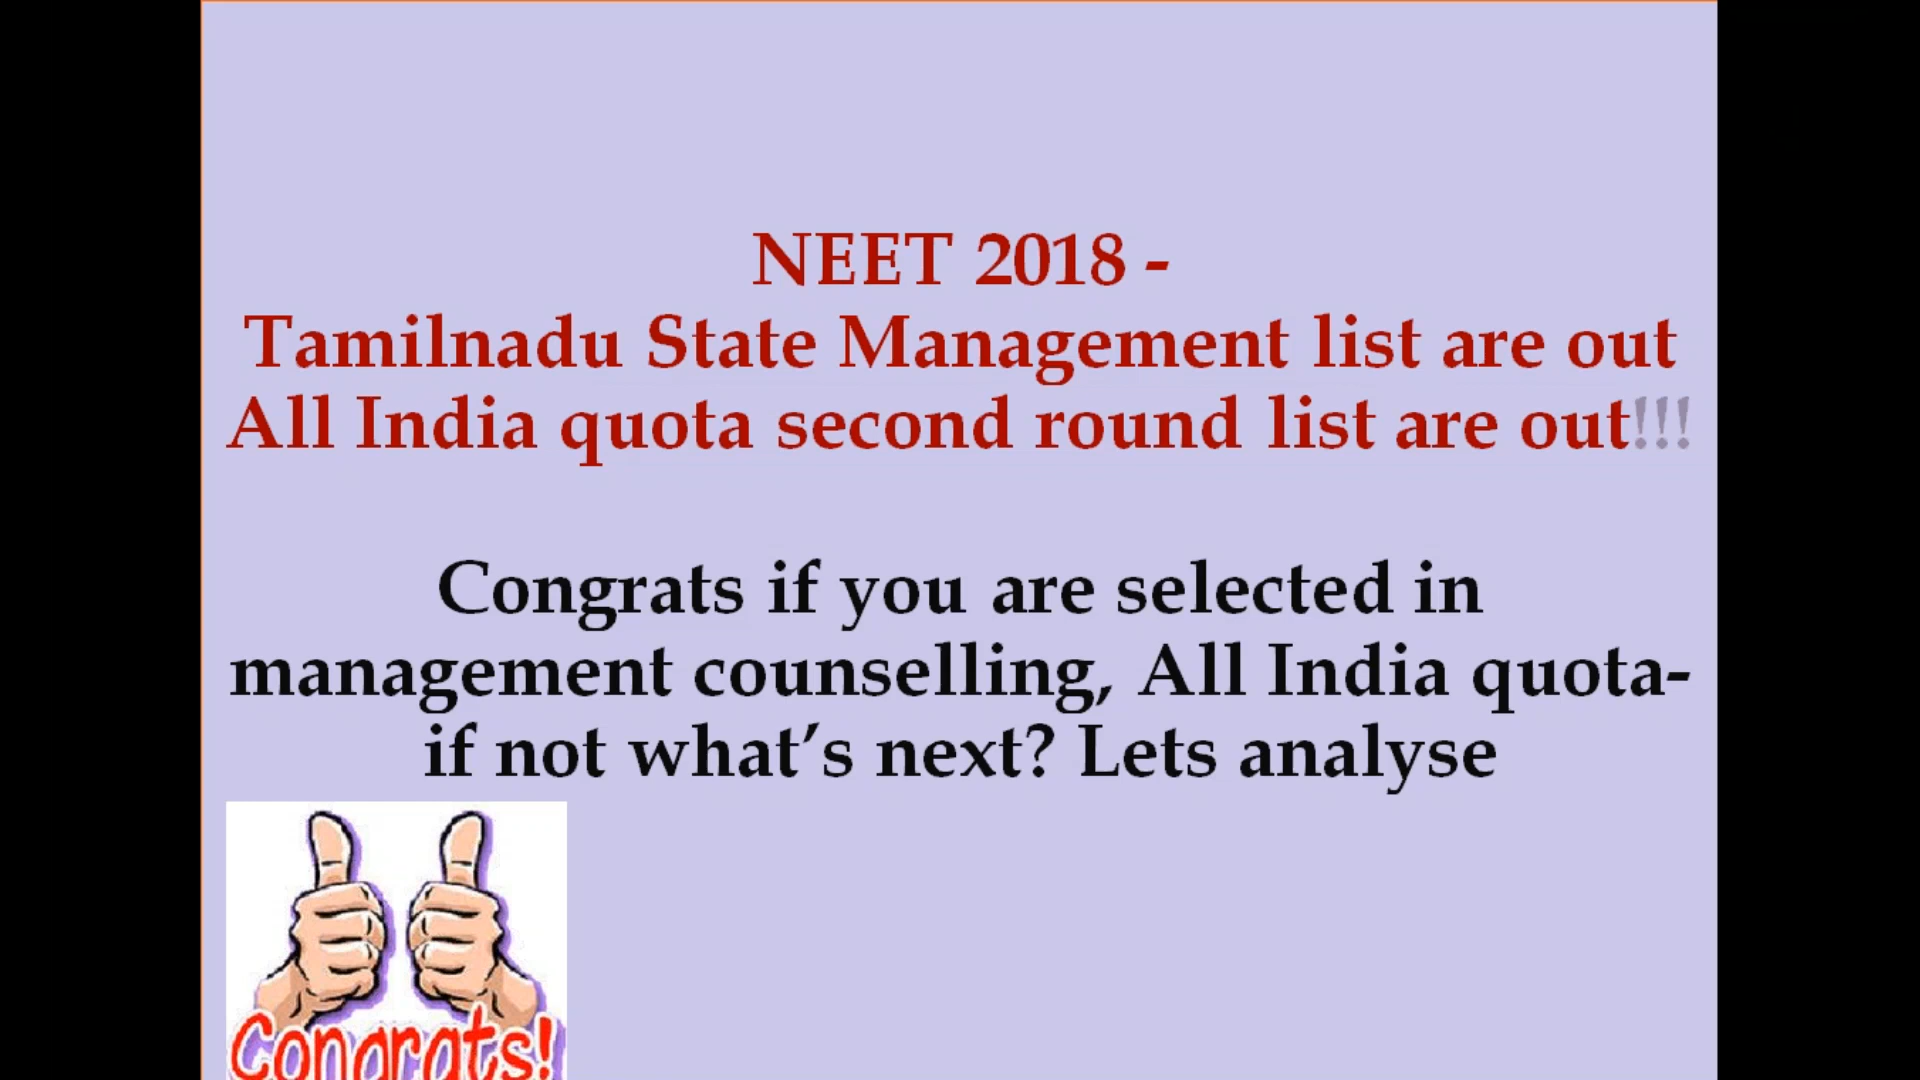 NEET 2018 -
Tamilnadu State Management list are out
All India quota second round list are out!!!
Congrats if you are selected in
management counselling, All India quota-
if not what’s next? Lets analyse
Congrats!